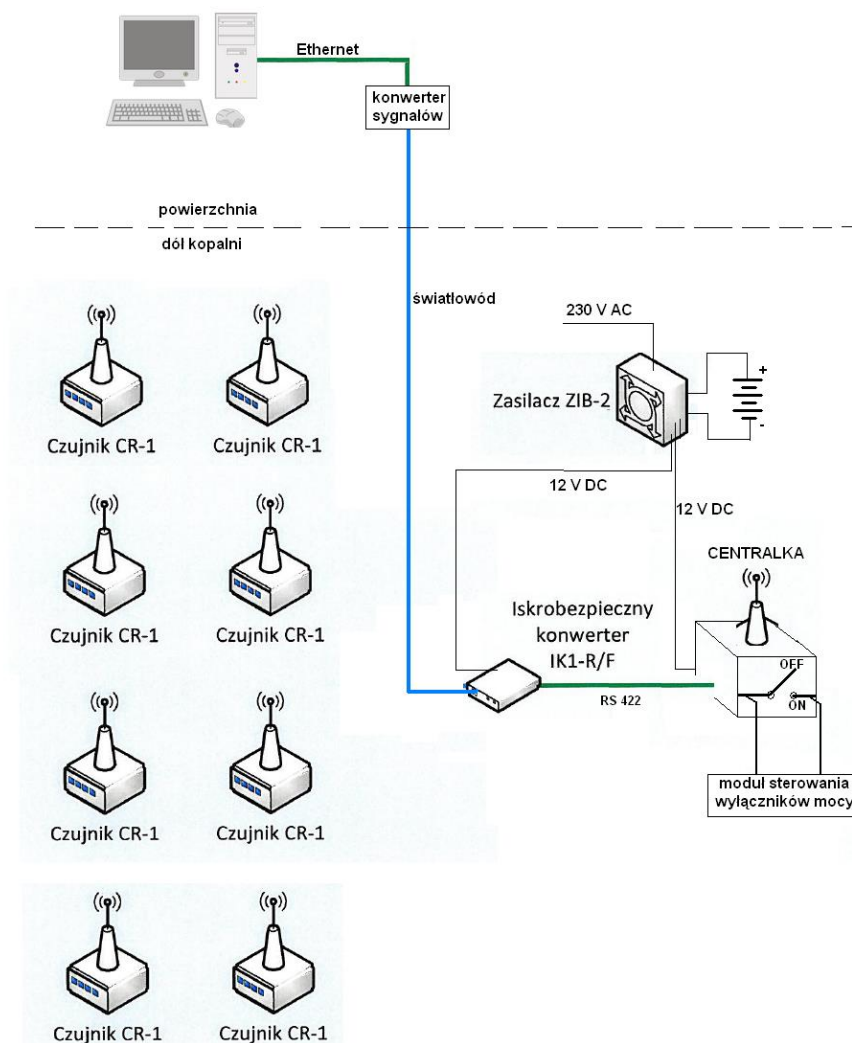 Ethernet
konwerter
sygnałów
powierzchnia
dół kopalni
światłowód
230 V AC
+
Zasilacz ZIB-2
-
Czujnik CR-1
Czujnik CR-1
12 V DC
12 V DC
CENTRALKA
Czujnik CR-1
Czujnik CR-1
Iskrobezpieczny
konwerter
IK1-R/F
OFF
ON
RS 422
Czujnik CR-1
Czujnik CR-1
moduł sterowania
wyłączników mocy
Czujnik CR-1
Czujnik CR-1